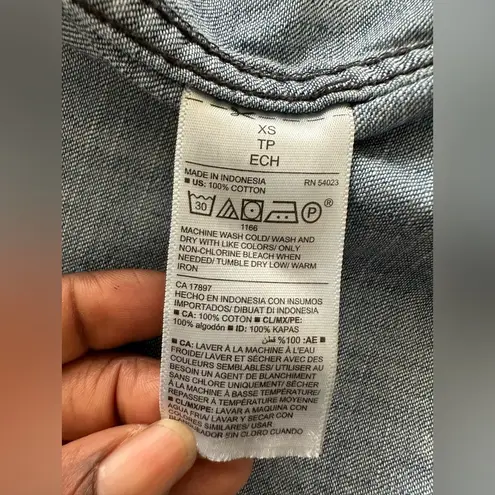 XS
TP
ECH
MADE IN INDONESIA RN 54023
■ US: 100% COTTON
30 P ®
1166
MACHINE WASH COLD/ WASH AND
DRY WITH LIKE COLORS/ ONLY
NON-CHLORINE BLEACH WHEN
NEEDED/ TUMBLE DRY LOW/ WARM
IRON
CA 17897
HECHO EN INDONESIA CON INSUMOS
IMPORTADOS/ DIBUAT DI INDONESIA
■ CA: 100% COTON ■ CL/MX/PE:
100% algodón ■ ID: 100% KAPAS
■ AE: 100% قطن
■ CA: LAVER À LA MACHINE À L'EAU
FROIDE/ LAVER ET SÉCHER AVEC DES
COULEURS SEMBLABLES/ UTILISER AU
BESOIN UN AGENT DE BLANCHIMENT
SANS CHLORE UNIQUEMENT/ SÉCHER
PAR CULBUTAGE À BASSE TEMPÉRATURE/
REPASSER À TEMPÉRATURE MOYENNE
■ CL/MX/PE: LAVAR A MAQUINA CON
AGUA FRIA/ LAVAR Y SECAR CON
COLORES SIMILARES/ USAR
BLANQUEADOR SIN CLORO CUANDO